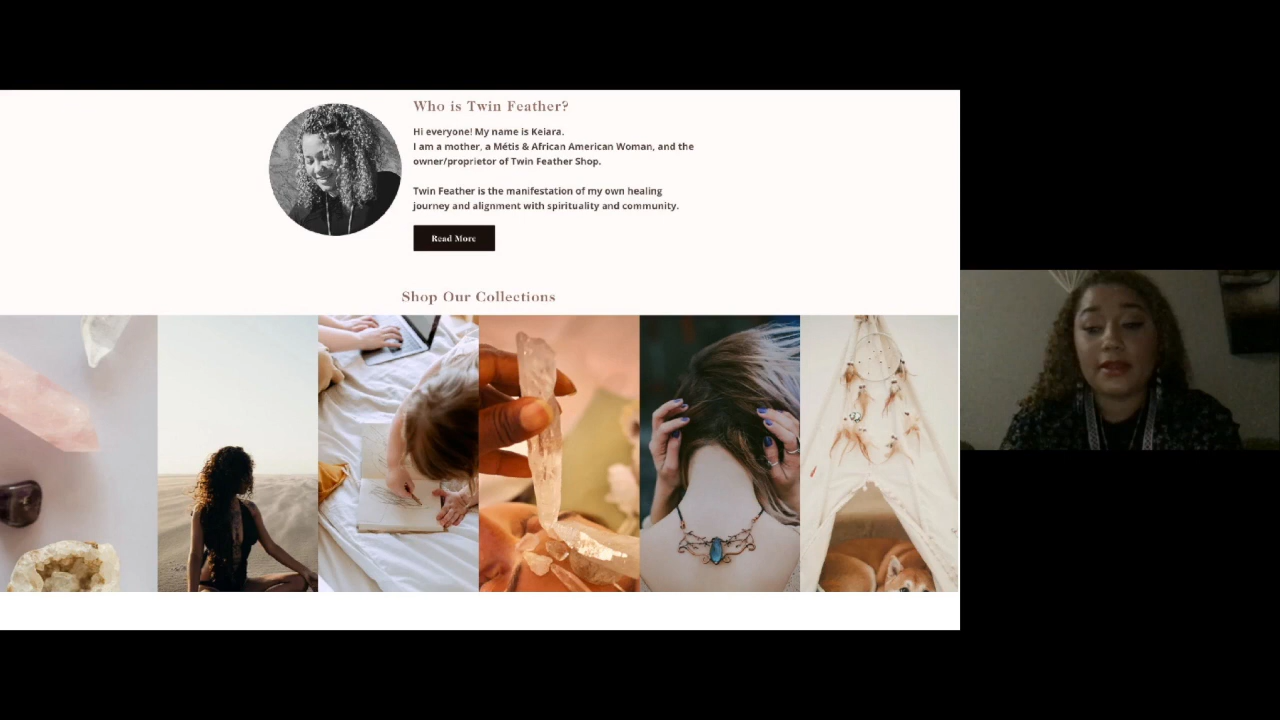 Who is Twin Feather?
Hi everyone! My name is Keiara.
I am a mother, a Métis & African American Woman, and the
owner/proprietor of Twin Feather Shop.
Twin Feather is the manifestation of my own healing
journey and alignment with spirituality and community.
Read More
Shop Our Collections